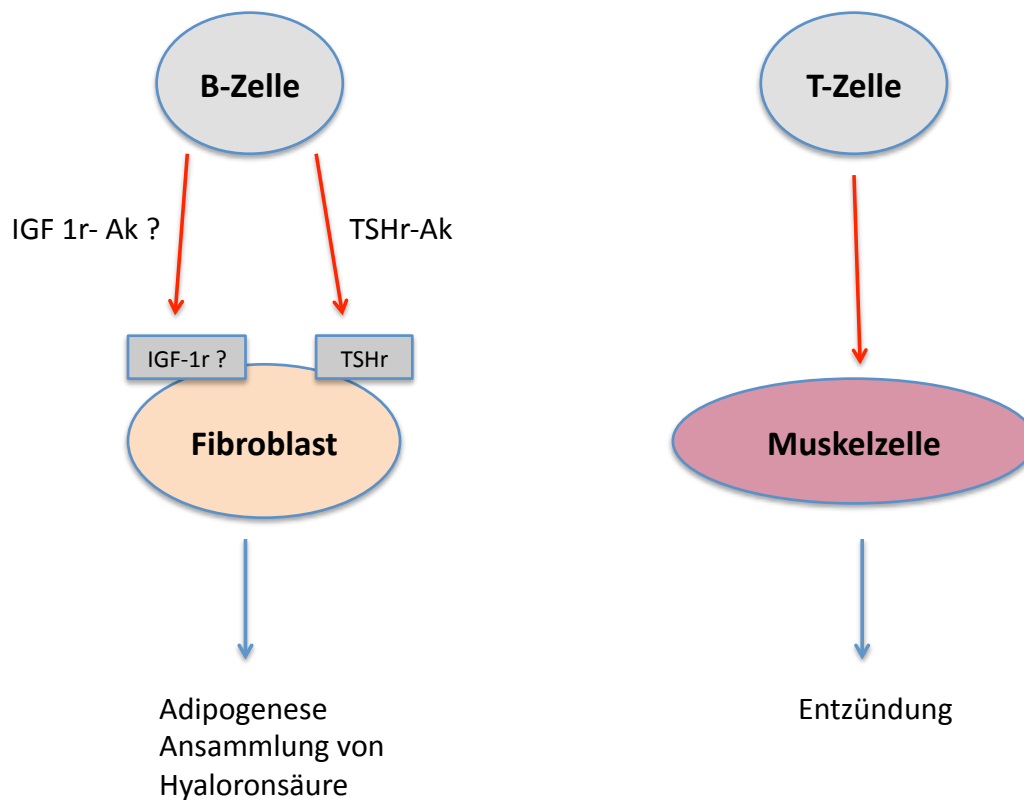 B-Zelle
T-Zelle
IGF 1r- Ak ?
TSHr-Ak
IGF-1r ?
TSHr
Fibroblast
Muskelzelle
Adipogenese
Ansammlung von
Hyaloronsäure
Entzündung